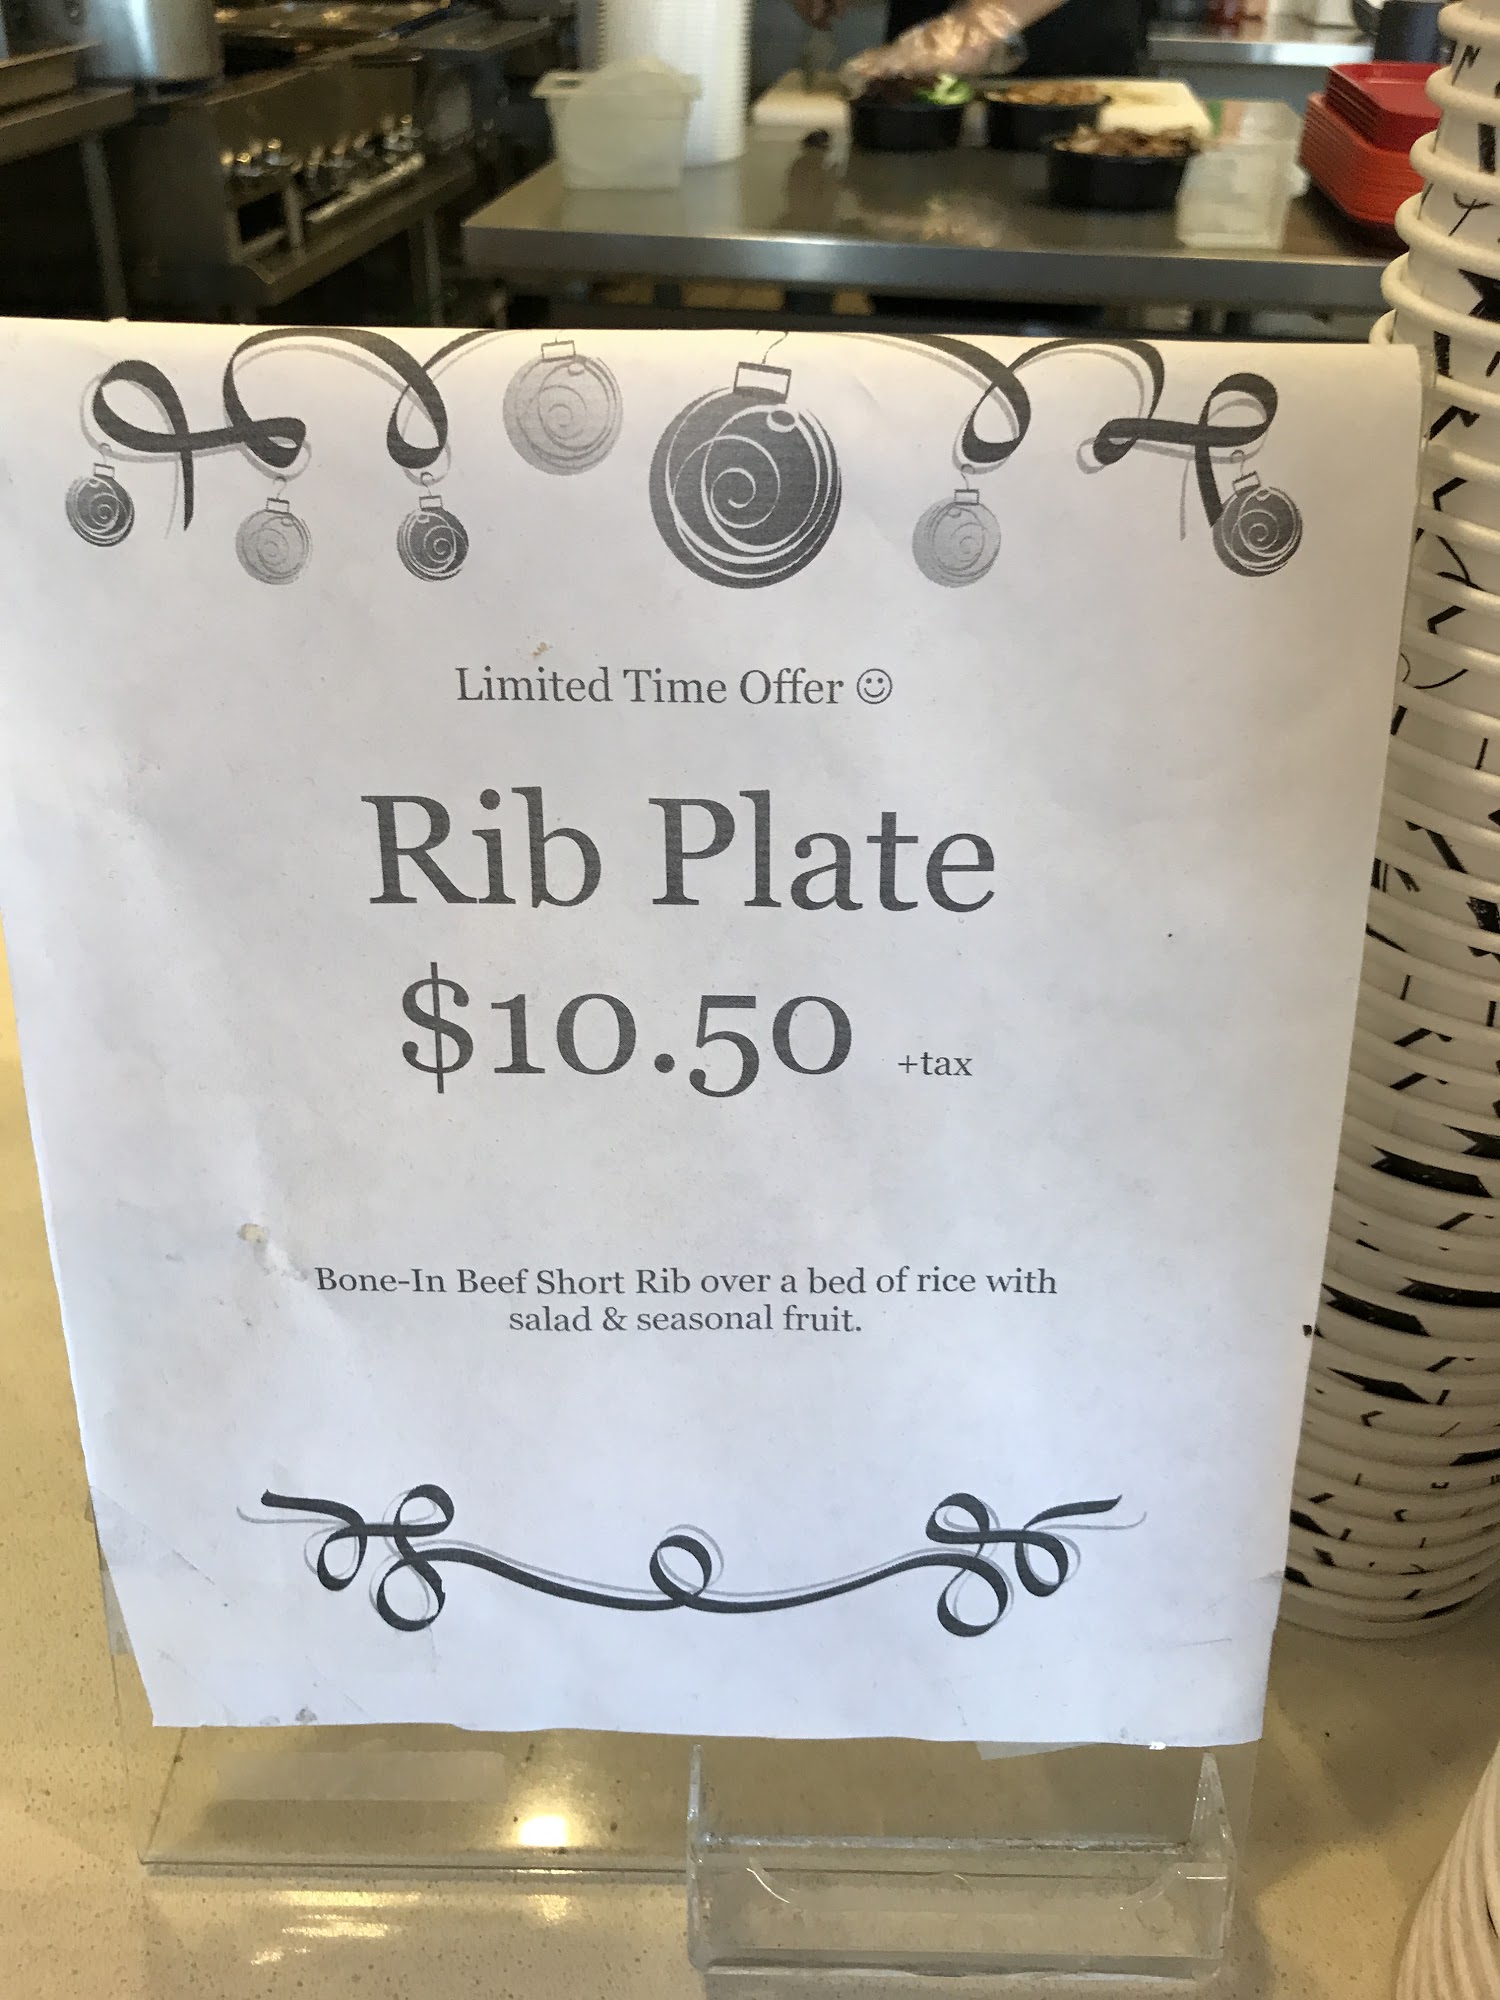 Limited Time Offer ☺
Rib Plate
$10.50 +tax
Bone-In Beef Short Rib over a bed of rice with
salad & seasonal fruit.